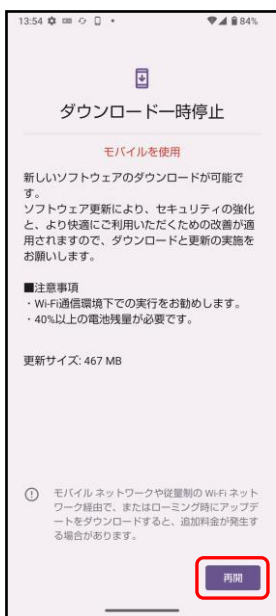 13:54
84%
ダウンロード一時停止
モバイルを使用
新しいソフトウェアのダウンロードが可能で
す。
ソフトウェア更新により、セキュリティの強化
と、より快適にご利用いただくための改善が適
用されますので、ダウンロードと更新の実施を
お願いします。
■注意事項
・Wi-Fi通信環境下での実行をお勧めします。
・40%以上の電池残量が必要です。
更新サイズ: 467 MB
モバイル ネットワークや従量制の Wi-Fi ネット
ワーク経由で、またはローミング時にアップデ
ートをダウンロードすると、追加料金が発生す
る場合があります。
再開